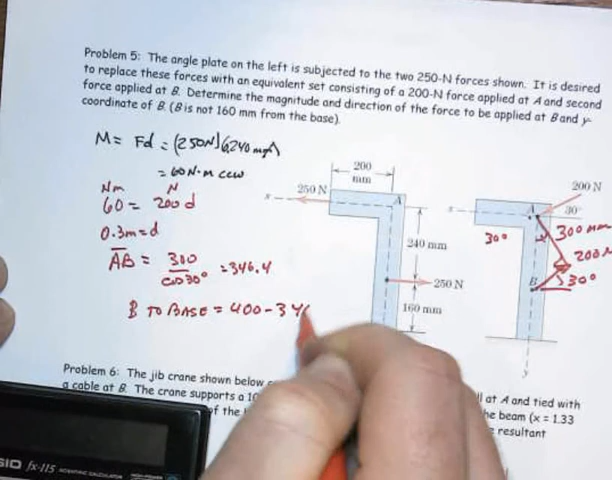 Problem 5: The angle plate on the left is subjected to the two 250-N forces shown. It is desired
to replace these forces with an equivalent set consisting of a 200-N force applied at A and second
force applied at B. Determine the magnitude and direction of the force to be applied at B and y-
coordinate of B. (B is not 160 mm from the base).
M = Fd = (250N)(240 mm)
= 60 N·m CCW
Nm N
60 = 200 d
0.3m = d
AB = 300 / cos 30° = 346.4
B TO BASE = 400 - 34
200
mm
250 N
x
A
240 mm
250 N
160 mm
200 N
x
A
30°
30°
300 mm
200
B
30°
y
Problem 6: The jib crane shown below
a cable at B. The crane supports a
of the
at A and tied with
the beam (x = 1.33
resultant
fx-115